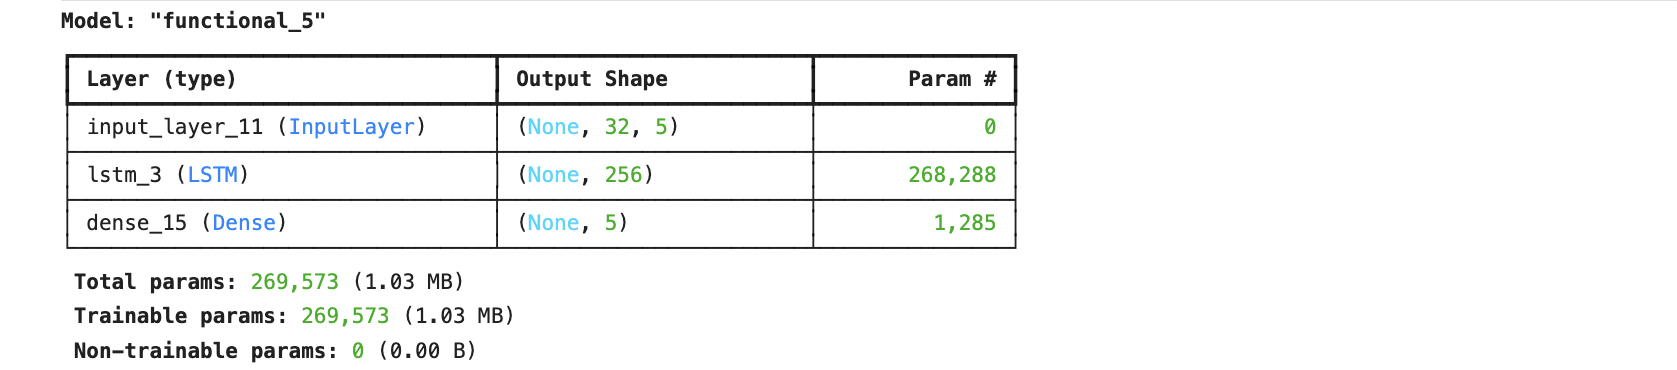 Model: "functional_5"
Layer (type) Output Shape Param #
input_layer_11 (InputLayer) (None, 32, 5) 0
lstm_3 (LSTM) (None, 256) 268,288
dense_15 (Dense) (None, 5) 1,285
Total params: 269,573 (1.03 MB)
Trainable params: 269,573 (1.03 MB)
Non-trainable params: 0 (0.00 B)